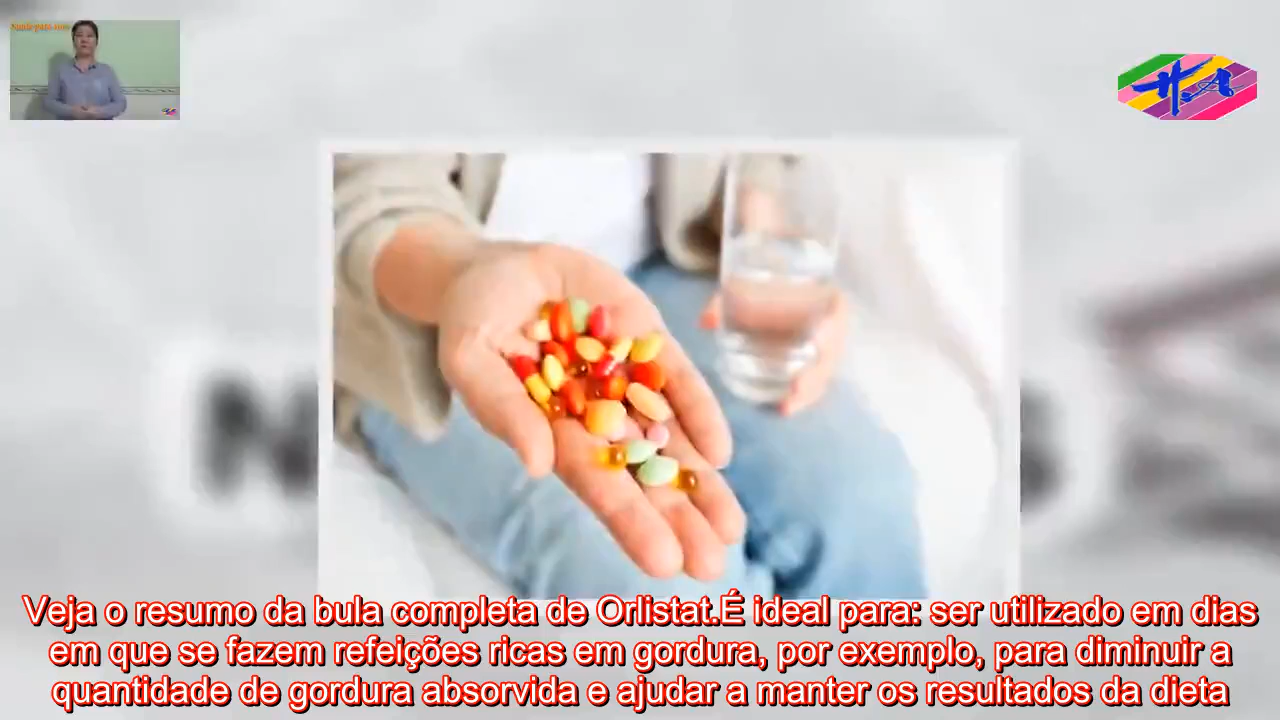 Veja o resumo da bula completa de Orlistat.É ideal para: ser utilizado em dias
em que se fazem refeições ricas em gordura, por exemplo, para diminuir a
quantidade de gordura absorvida e ajudar a manter os resultados da dieta